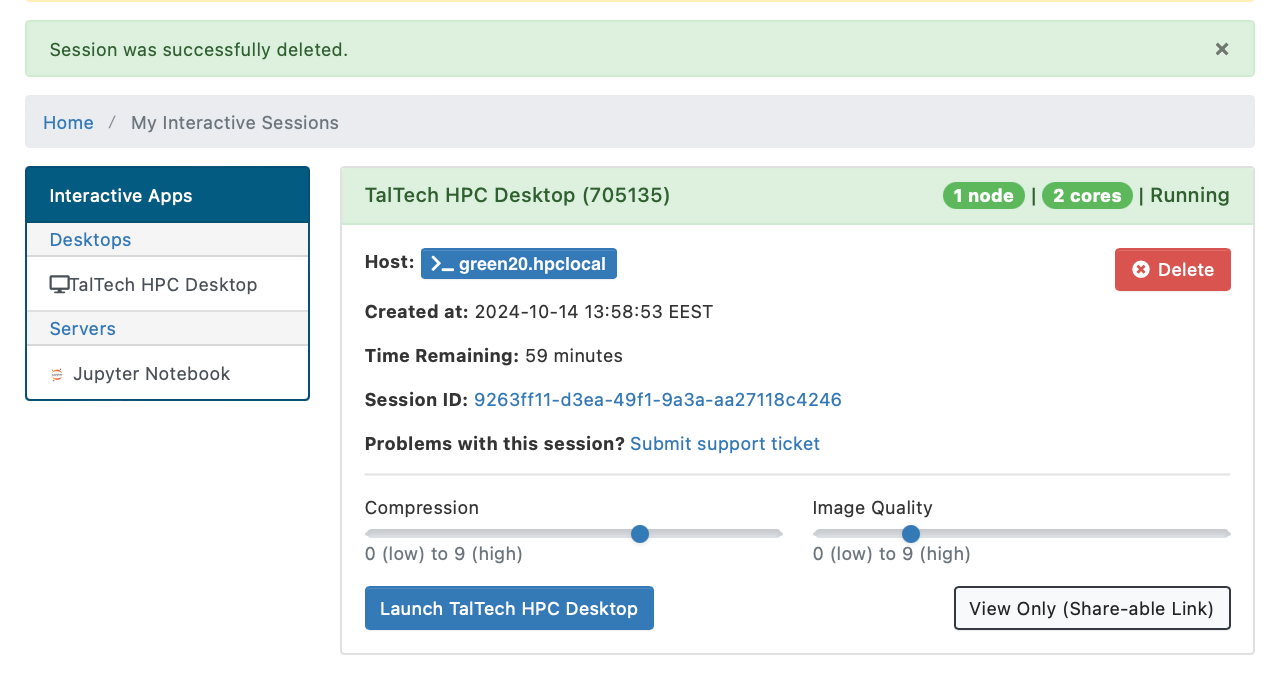 Session was successfully deleted.
Home / My Interactive Sessions
Interactive Apps
Desktops
TalTech HPC Desktop
Servers
Jupyter Notebook
TalTech HPC Desktop (705135)
1 node | 2 cores | Running
Host: >_ green20.hpclocal
Delete
Created at: 2024-10-14 13:58:53 EEST
Time Remaining: 59 minutes
Session ID: 9263ff11-d3ea-49f1-9a3a-aa27118c4246
Problems with this session? Submit support ticket
Compression
0 (low) to 9 (high)
Image Quality
0 (low) to 9 (high)
Launch TalTech HPC Desktop
View Only (Share-able Link)